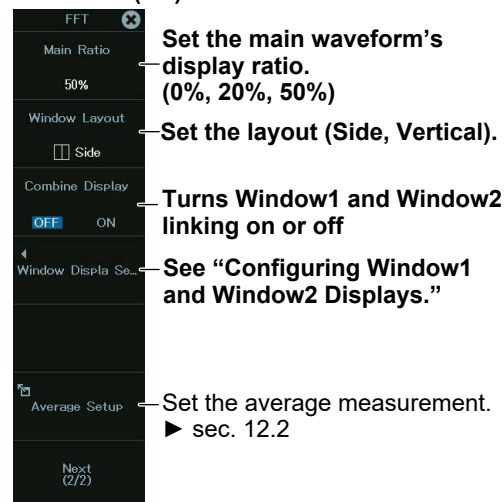 FFT
Main Ratio
50%
Set the main waveform's
display ratio.
(0%, 20%, 50%)
Window Layout
Side
Set the layout (Side, Vertical).
Combine Display
OFF ON
Turns Window1 and Window2
linking on or off
Window Displa Se...
See “Configuring Window1
and Window2 Displays.”
Average Setup
Set the average measurement.
► sec. 12.2
Next
(2/2)